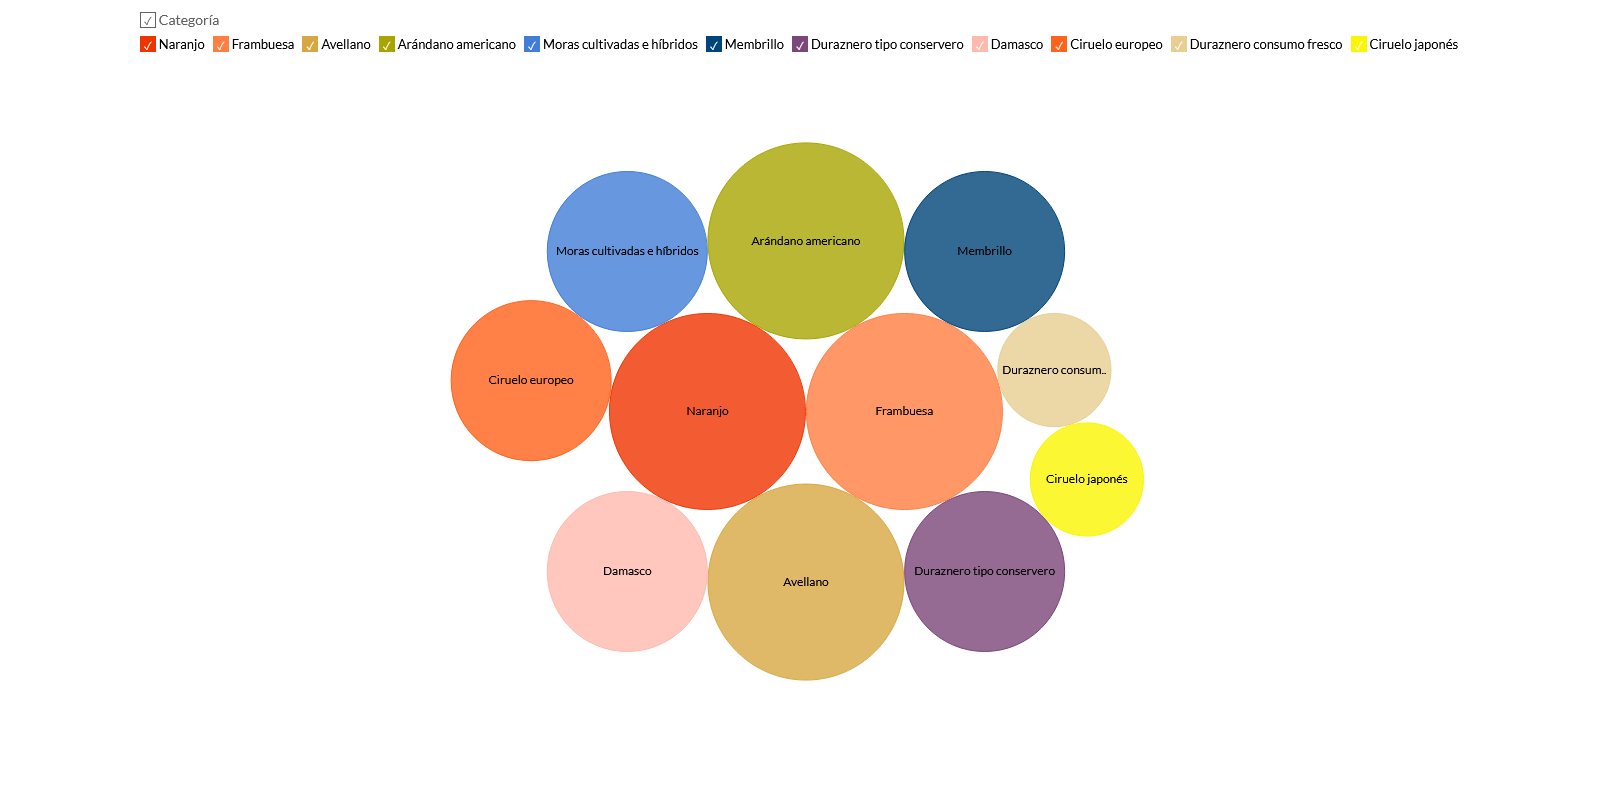 Categoría
Naranjo Frambuesa Avellano Arándano americano Moras cultivadas e híbridos Membrillo Duraznero tipo conservero Damasco Ciruelo europeo Duraznero consumo fresco Ciruelo japonés
Arándano americano
Moras cultivadas e híbridos
Membrillo
Duraznero consum..
Ciruelo europeo
Naranjo
Frambuesa
Ciruelo japonés
Damasco
Avellano
Duraznero tipo conservero